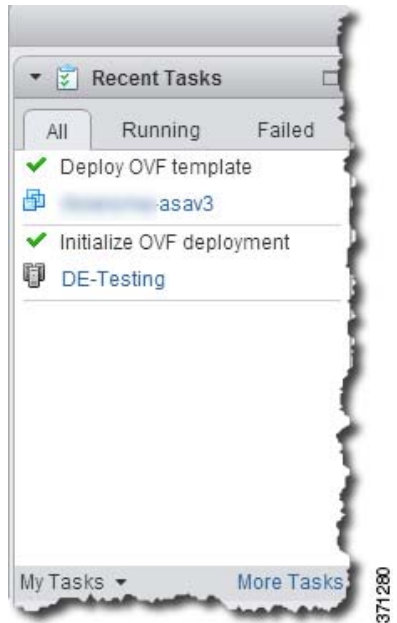 Recent Tasks
All Running Failed
Deploy OVF template
-asav3
Initialize OVF deployment
DE-Testing
My Tasks More Tasks
371280